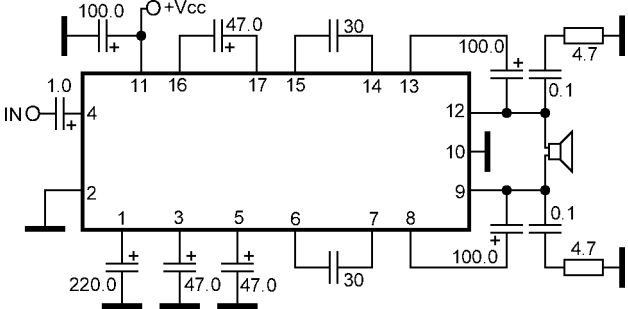 100.0 +Vcc 47.0 30 100.0 4.7
+ + +
11 16 17 15 14 13 0.1
1.0
IN + 4 12
10
2 9
1 3 5 6 7 8 0.1
+ + + +
220.0 47.0 47.0 30 100.0 4.7